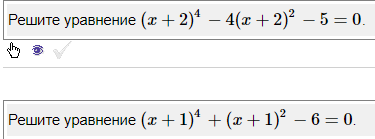 Решите уравнение (x + 2)⁴ − 4(x + 2)² − 5 = 0.
Решите уравнение (x + 1)⁴ + (x + 1)² − 6 = 0.